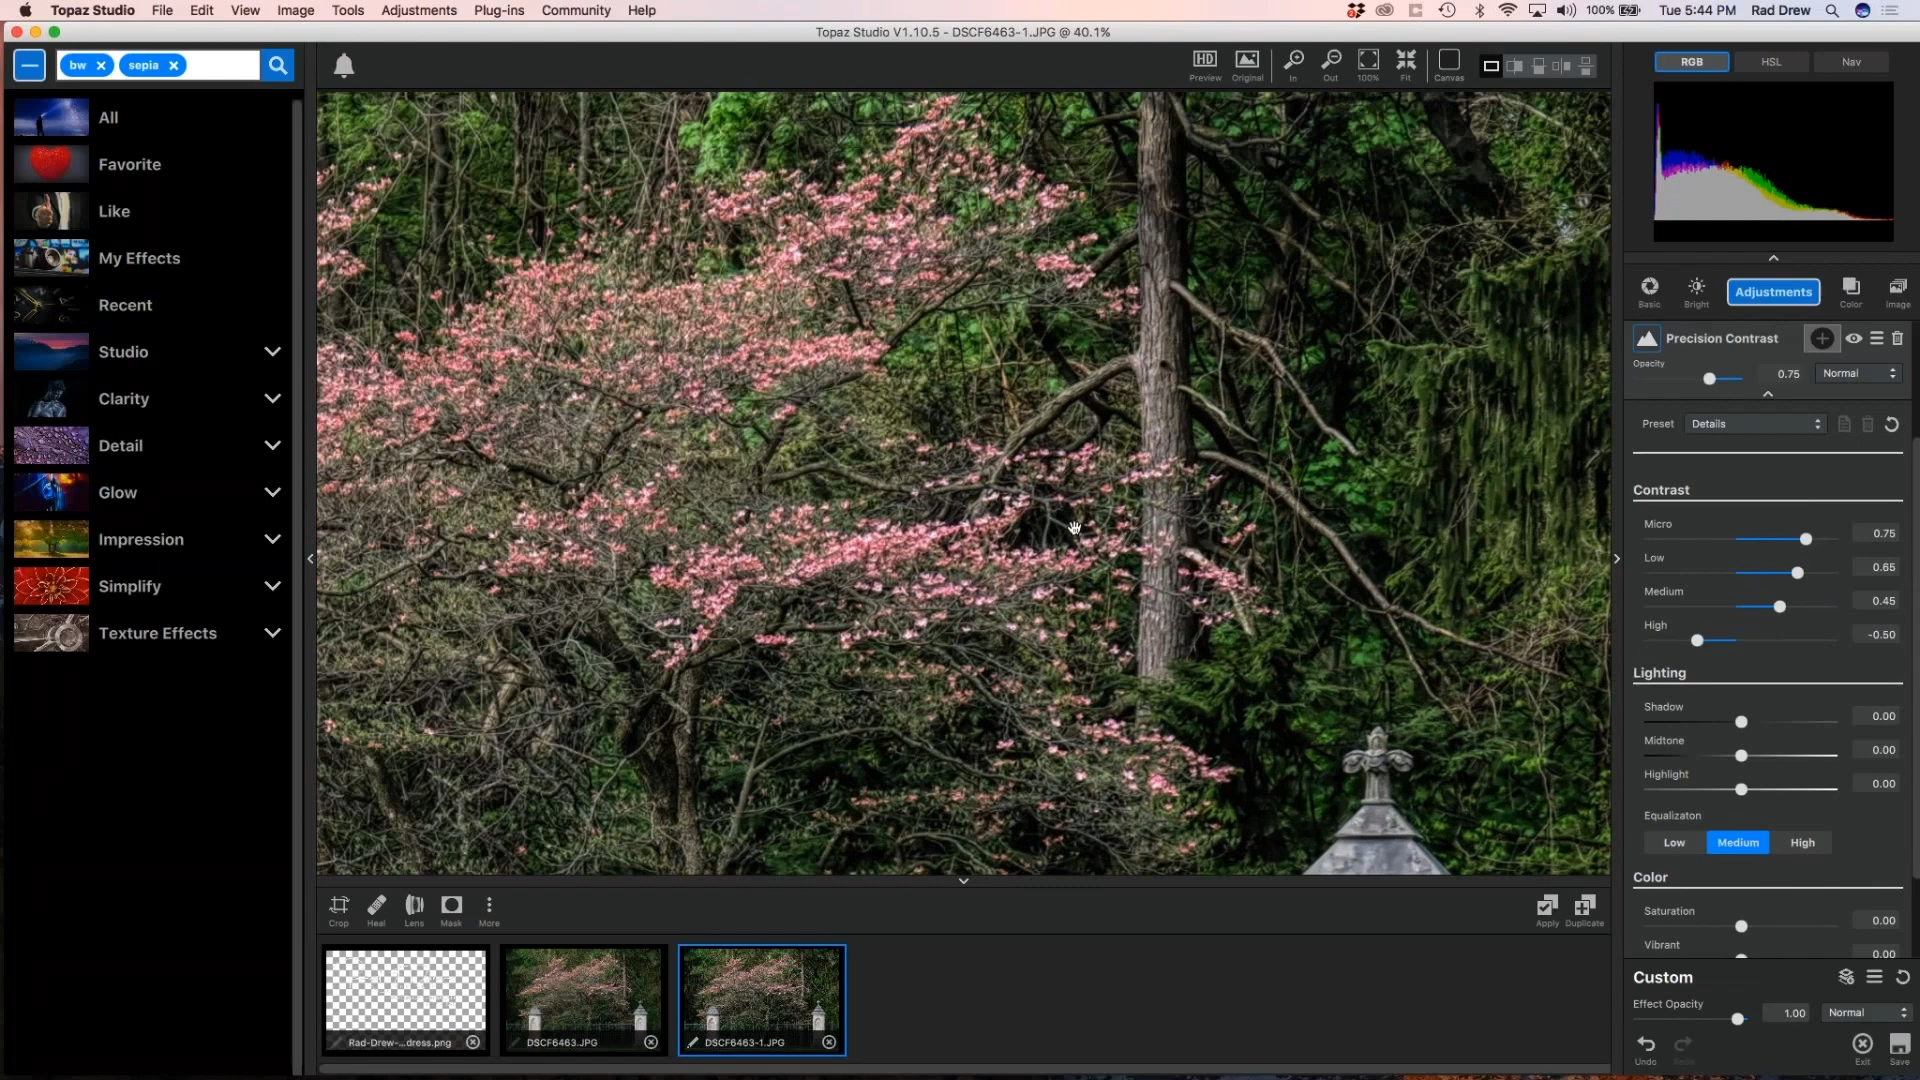 Topaz Studio File Edit View Image Tools Adjustments Plug-ins Community Help 100% Tue 5:44 PM Rad Drew
Topaz Studio V1.10.5 - DSCF6463-1.JPG @ 40.1%
bw sepia
HD
Preview Original In Out 100% Fit Canvas
RGB HSL Nav
All
Favorite
Like
My Effects
Recent
Studio
Clarity
Detail
Glow
Impression
Simplify
Texture Effects
Basic Bright Adjustments Color Image
Precision Contrast
Opacity 0.75 Normal
Preset Details
Contrast
Micro 0.75
Low 0.65
Medium 0.45
High -0.50
Lighting
Shadow 0.00
Midtone 0.00
Highlight 0.00
Equalizaton
Low Medium High
Color
Saturation 0.00
Vibrant 0.00
Crop Heal Lens Mask More Apply Duplicate
Rad-Drew-...dress.png DSCF6463.JPG DSCF6463-1.JPG
Custom
Effect Opacity 1.00 Normal
Undo Redo Exit Save